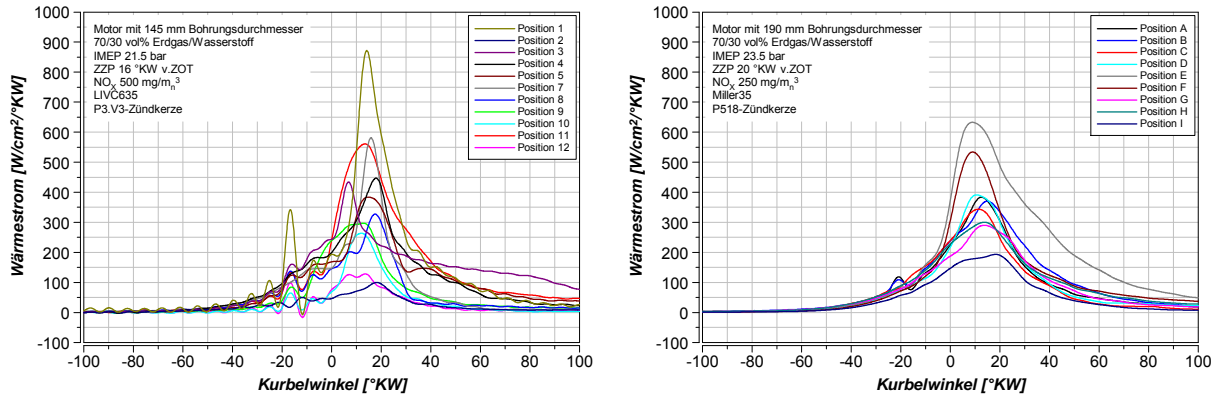 1000
900
800
700
600
500
400
300
200
100
0
-100
Wärmestrom [W/cm²/°KW]
Motor mit 145 mm Bohrungsdurchmesser
70/30 vol% Erdgas/Wasserstoff
IMEP 21.5 bar
ZZP 16 °KW v.ZOT
NOX 500 mg/mn³
LIVC635
P3.V3-Zündkerze
Position 1
Position 2
Position 3
Position 4
Position 5
Position 7
Position 8
Position 9
Position 10
Position 11
Position 12
-100 -80 -60 -40 -20 0 20 40 60 80 100
Kurbelwinkel [°KW]
1000
900
800
700
600
500
400
300
200
100
0
-100
Wärmestrom [W/cm²/°KW]
Motor mit 190 mm Bohrungsdurchmesser
70/30 vol% Erdgas/Wasserstoff
IMEP 23.5 bar
ZZP 20 °KW v.ZOT
NOX 250 mg/mn³
Miller35
P518-Zündkerze
Position A
Position B
Position C
Position D
Position E
Position F
Position G
Position H
Position I
-100 -80 -60 -40 -20 0 20 40 60 80 100
Kurbelwinkel [°KW]